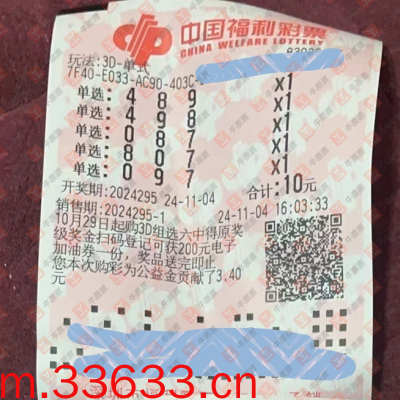 中国福利彩票
CHINA WELFARE LOTTERY
玩法:3D-单式
7F40-E033-AC90-403C-
单选: 4 8 9 x1
单选: 4 9 8 x1
单选: 0 8 7 x1
单选: 8 0 7 x1
单选: 0 9 7 x1
开奖期:2024295 24-11-04 合计:10元
销售期:2024295-1 24-11-04 16:03:33
10月29日起购3D组选六中得原奖
级奖金扫码登记可获200元电子
加油券一份，奖品送完即止
您本次购彩为公益金贡献了3.40
元
m.33633.cn